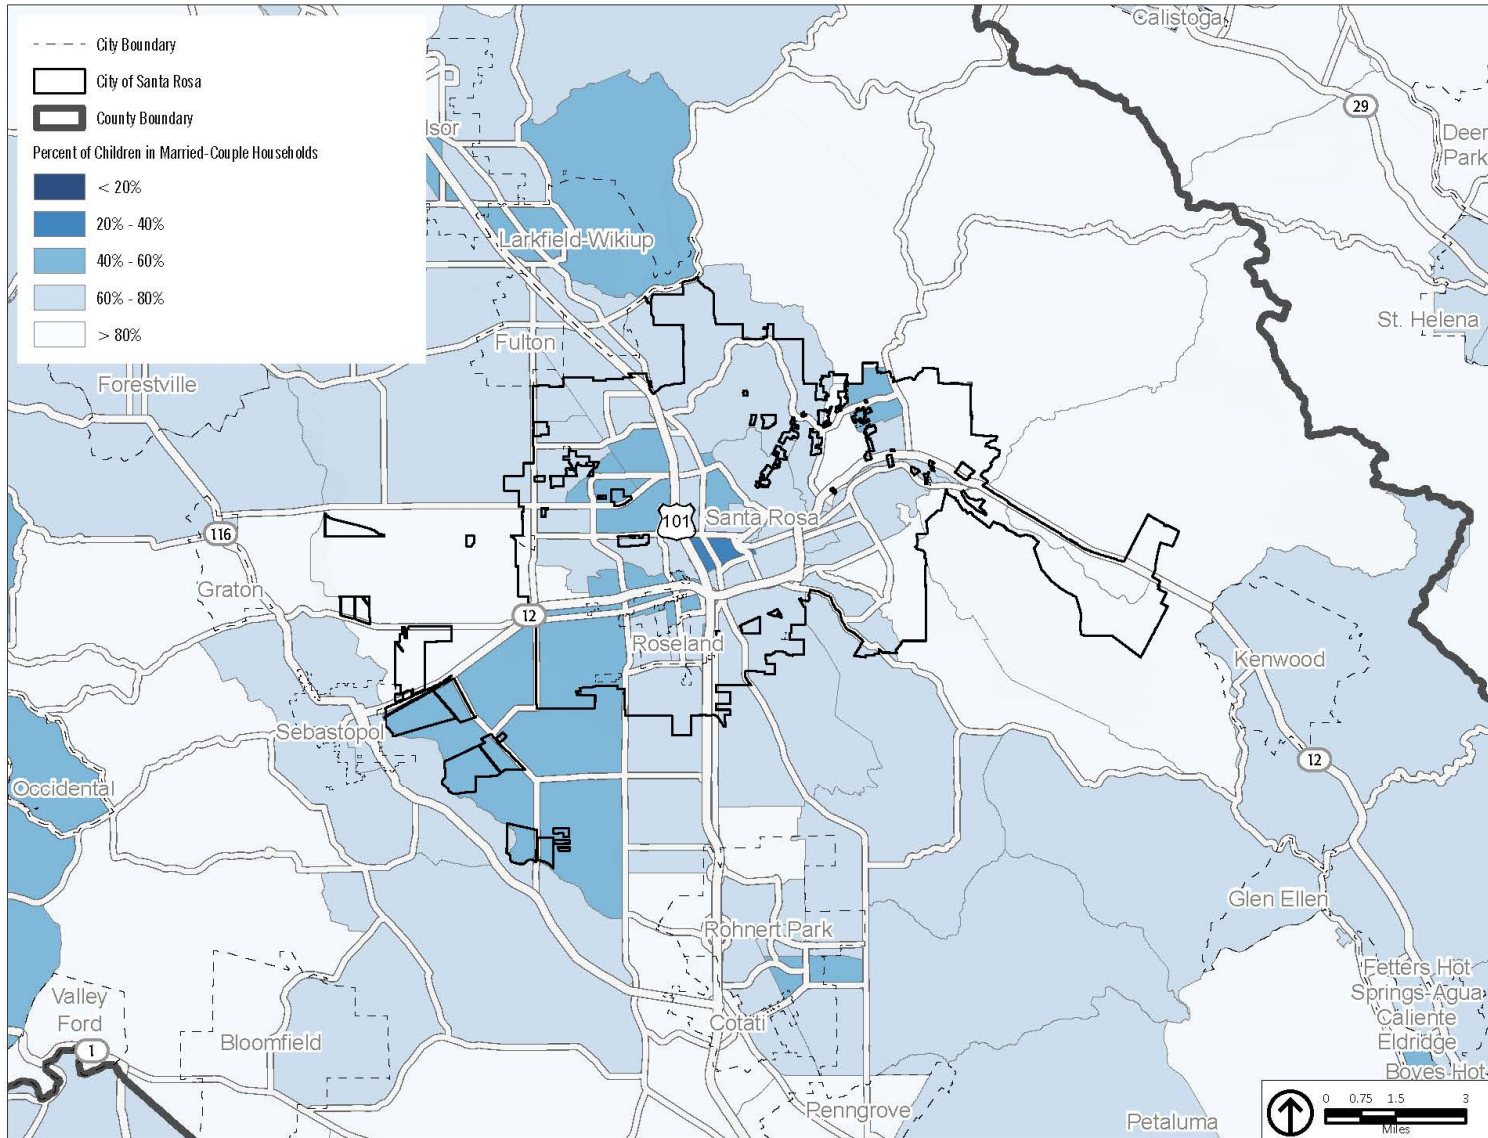 City Boundary
City of Santa Rosa
County Boundary
Percent of Children in Married-Couple Households
< 20%
20% - 40%
40% - 60%
60% - 80%
> 80%
Calistoga
29
Deer
Park
lsor
Larkfield-Wikiup
St. Helena
Fulton
Forestville
101
Santa Rosa
116
Graton
12
Roseland
Kenwood
Sebastopol
12
Occidental
Glen Ellen
Rohnert Park
Fetters Hot
Springs-Agua
Caliente
Eldridge
Boyes Hot
Valley
Ford
1
Bloomfield
Cotati
Penngrove
Petaluma
0 0.75 1.5 3
Miles